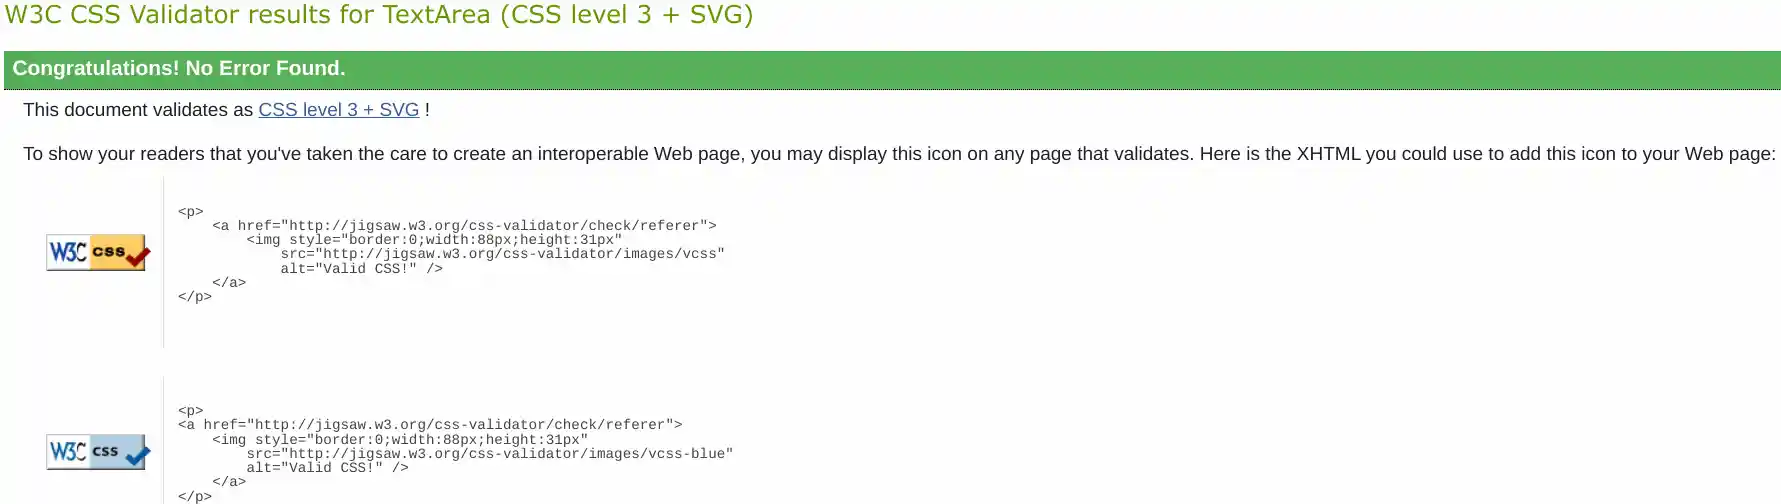 W3C CSS Validator results for TextArea (CSS level 3 + SVG)
Congratulations! No Error Found.
This document validates as CSS level 3 + SVG !
To show your readers that you've taken the care to create an interoperable Web page, you may display this icon on any page that validates. Here is the XHTML you could use to add this icon to your Web page:
W3C css
<p>
    <a href="http://jigsaw.w3.org/css-validator/check/referer">
        <img style="border:0;width:88px;height:31px"
            src="http://jigsaw.w3.org/css-validator/images/vcss"
            alt="Valid CSS!" />
    </a>
</p>
W3C css
<p>
<a href="http://jigsaw.w3.org/css-validator/check/referer">
    <img style="border:0;width:88px;height:31px"
        src="http://jigsaw.w3.org/css-validator/images/vcss-blue"
        alt="Valid CSS!" />
    </a>
</p>